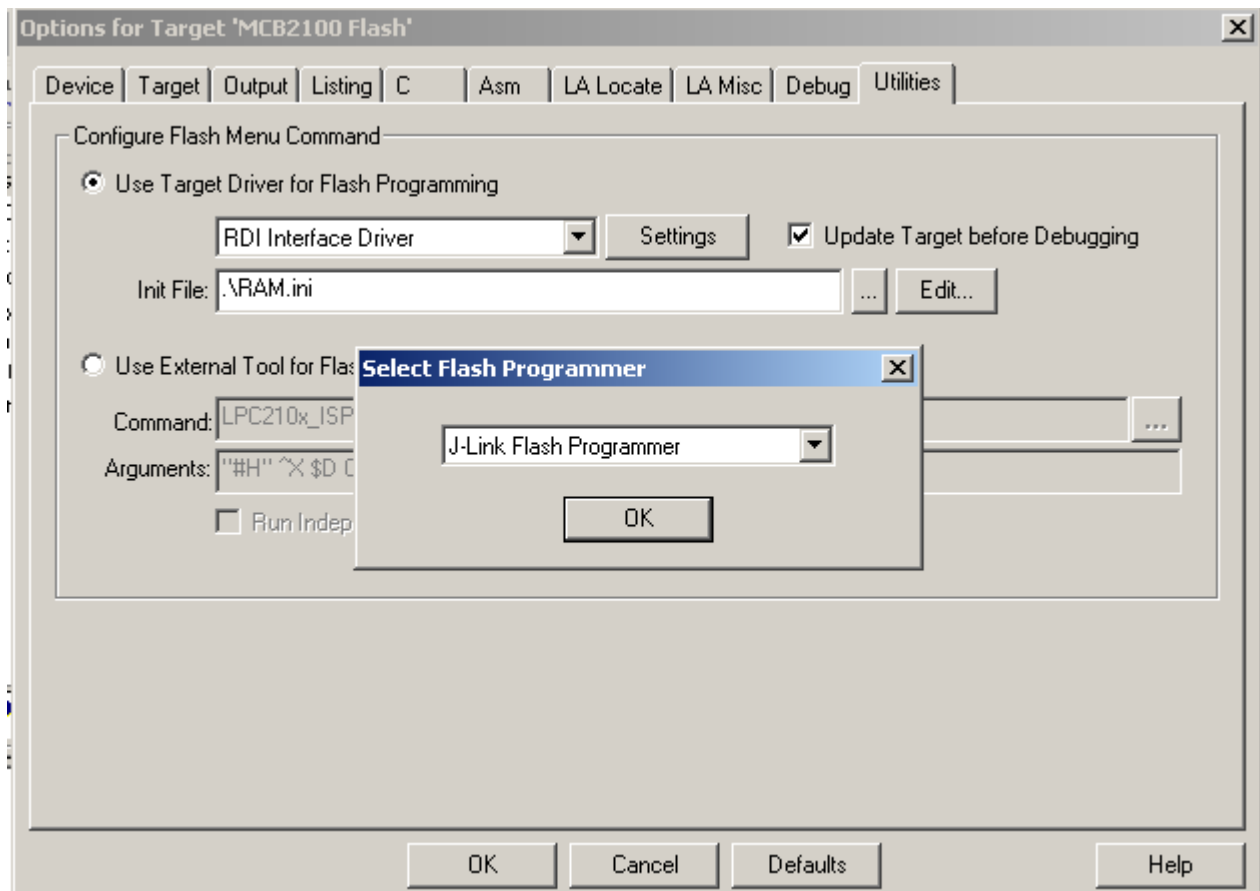 Options for Target 'MCB2100 Flash'
Device Target Output Listing C Asm LA Locate LA Misc Debug Utilities
Configure Flash Menu Command
Use Target Driver for Flash Programming
RDI Interface Driver Settings Update Target before Debugging
Init File: .\RAM.ini ... Edit...
Use External Tool for
Select Flash Programmer
Command: LPC210x_ISP ...
J-Link Flash Programmer
Arguments: "#H" ^X $D
OK
Run
OK Cancel Defaults Help